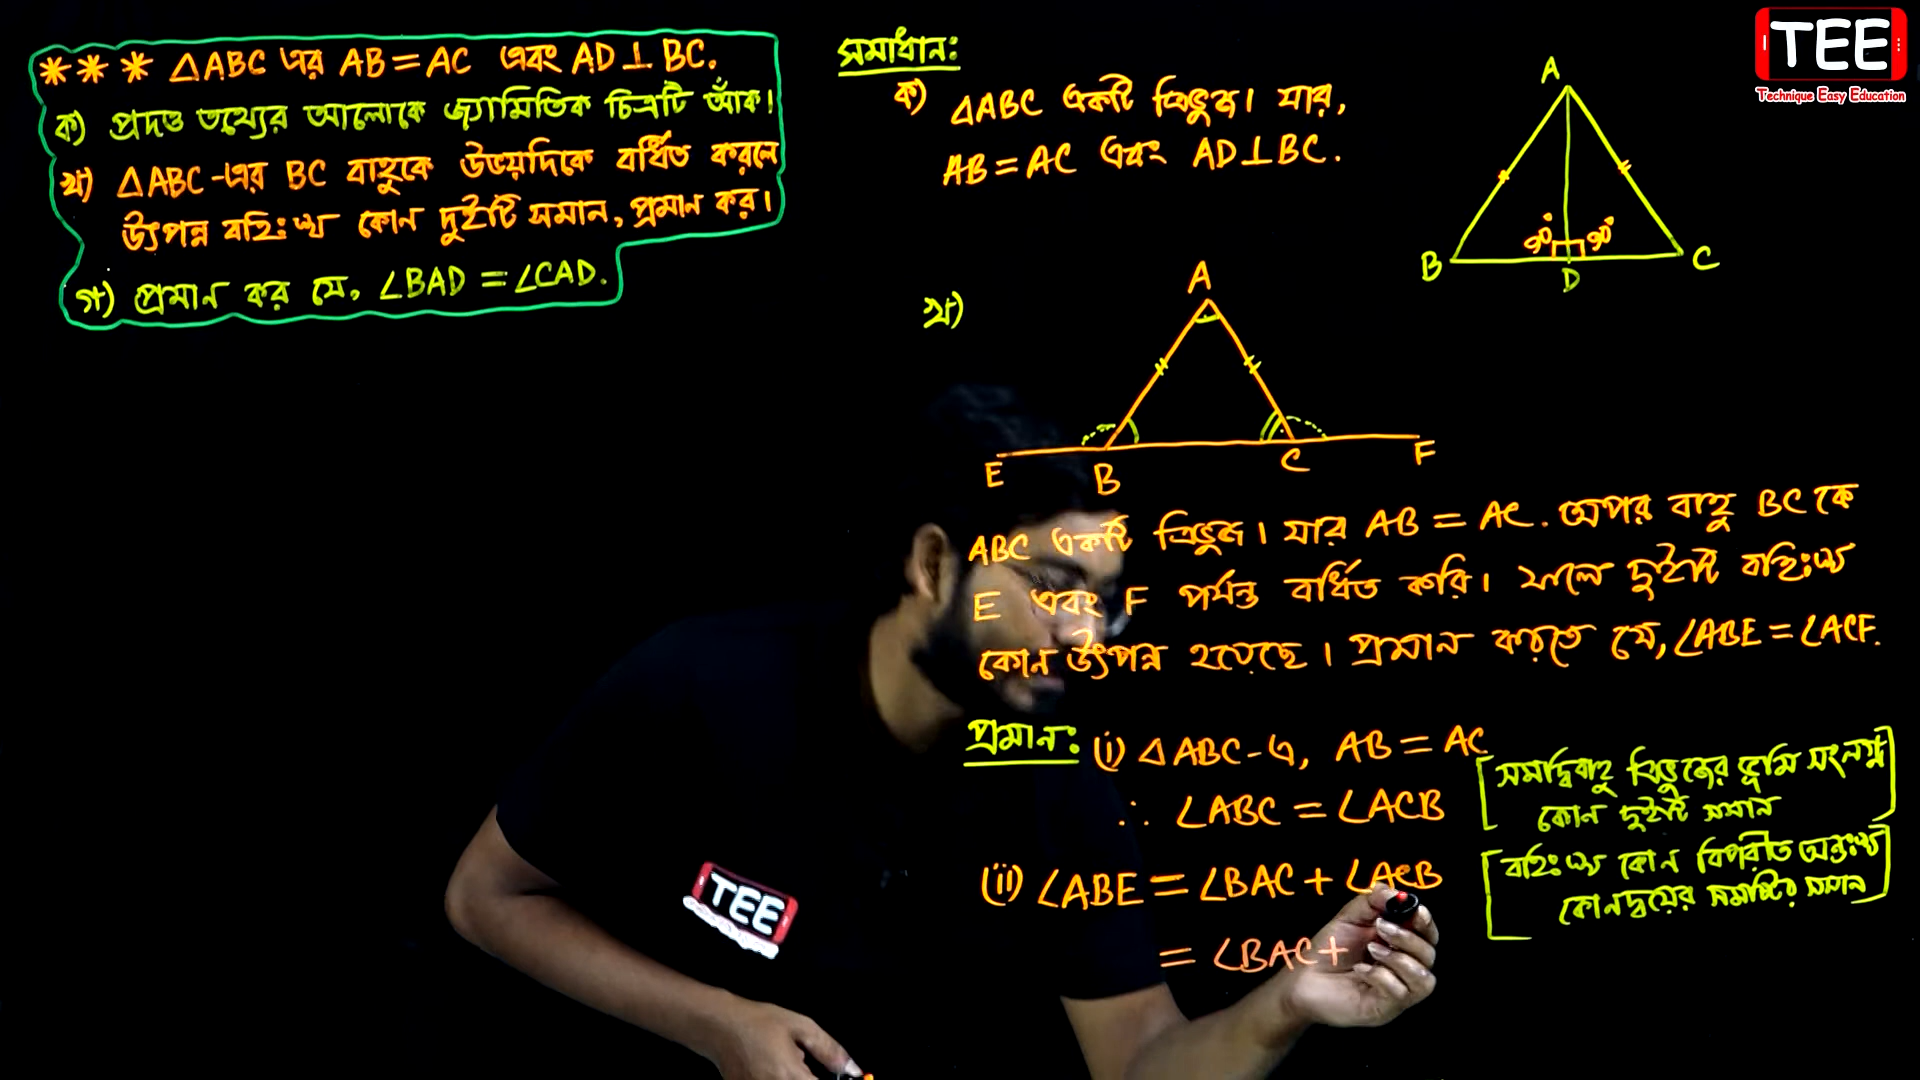 *** △ABC এর AB = AC এবং AD ⊥ BC.
ক) প্রদত্ত তথ্যের আলোকে জ্যামিতিক চিত্রটি আঁক।
খ) △ABC-এর BC বাহুকে উভয়দিকে বর্ধিত করলে
উৎপন্ন বহিঃস্থ কোন দুইটি সমান, প্রমান কর।
গ) প্রমান কর যে, ∠BAD = ∠CAD.
সমাধান:
ক) △ABC একটি ত্রিভুজ। যার,
AB = AC এবং AD ⊥ BC.
A
90° 90°
B D C
TEE
Technique Easy Education
খ)
A
E B C F
ABC একটি ত্রিভুজ। যার AB = AC. অপর বাহু BC কে
E এবং F পর্যন্ত বর্ধিত করি। ফলে দুইটি বহিঃস্থ
কোন উৎপন্ন হয়েছে। প্রমান করতে যে, ∠ABE = ∠ACF.
প্রমান: (i) △ABC-এ, AB = AC
∴ ∠ABC = ∠ACB
[সমদ্বিবাহু ত্রিভুজের ভূমি সংলগ্ন
কোন দুইটি সমান]
(ii) ∠ABE = ∠BAC + ∠ACB
[বহিঃস্থ কোন বিপরীত অন্তঃস্থ
কোনদ্বয়ের সমষ্টির সমান]
= ∠BAC +
TEE